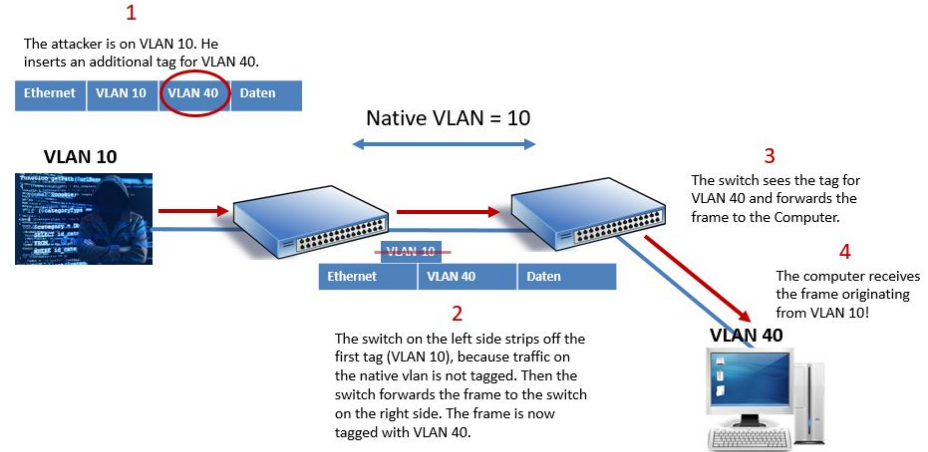 1
The attacker is on VLAN 10. He
inserts an additional tag for VLAN 40.
Ethernet VLAN 10 VLAN 40 Daten
Native VLAN = 10
VLAN 10
3
The switch sees the tag for
VLAN 40 and forwards the
frame to the Computer.
VLAN 10
Ethernet VLAN 40 Daten
4
The computer receives
the frame originating
from VLAN 10!
2
The switch on the left side strips off the
first tag (VLAN 10), because traffic on
the native vlan is not tagged. Then the
switch forwards the frame to the switch
on the right side. The frame is now
tagged with VLAN 40.
VLAN 40